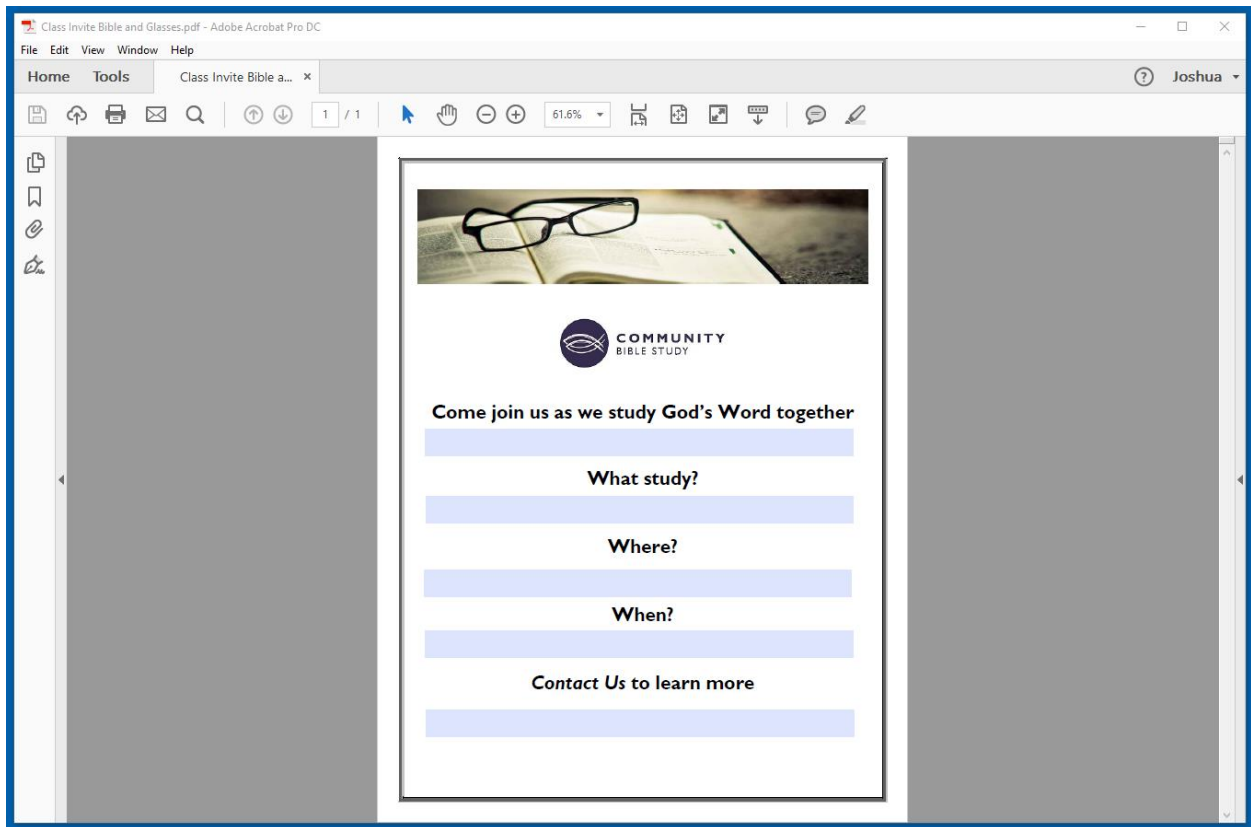 Class Invite Bible and Glasses.pdf - Adobe Acrobat Pro DC
File Edit View Window Help
Home Tools Class Invite Bible a... × ? Joshua
1 / 1 61.6%
COMMUNITY
BIBLE STUDY
Come join us as we study God's Word together
What study?
Where?
When?
Contact Us to learn more